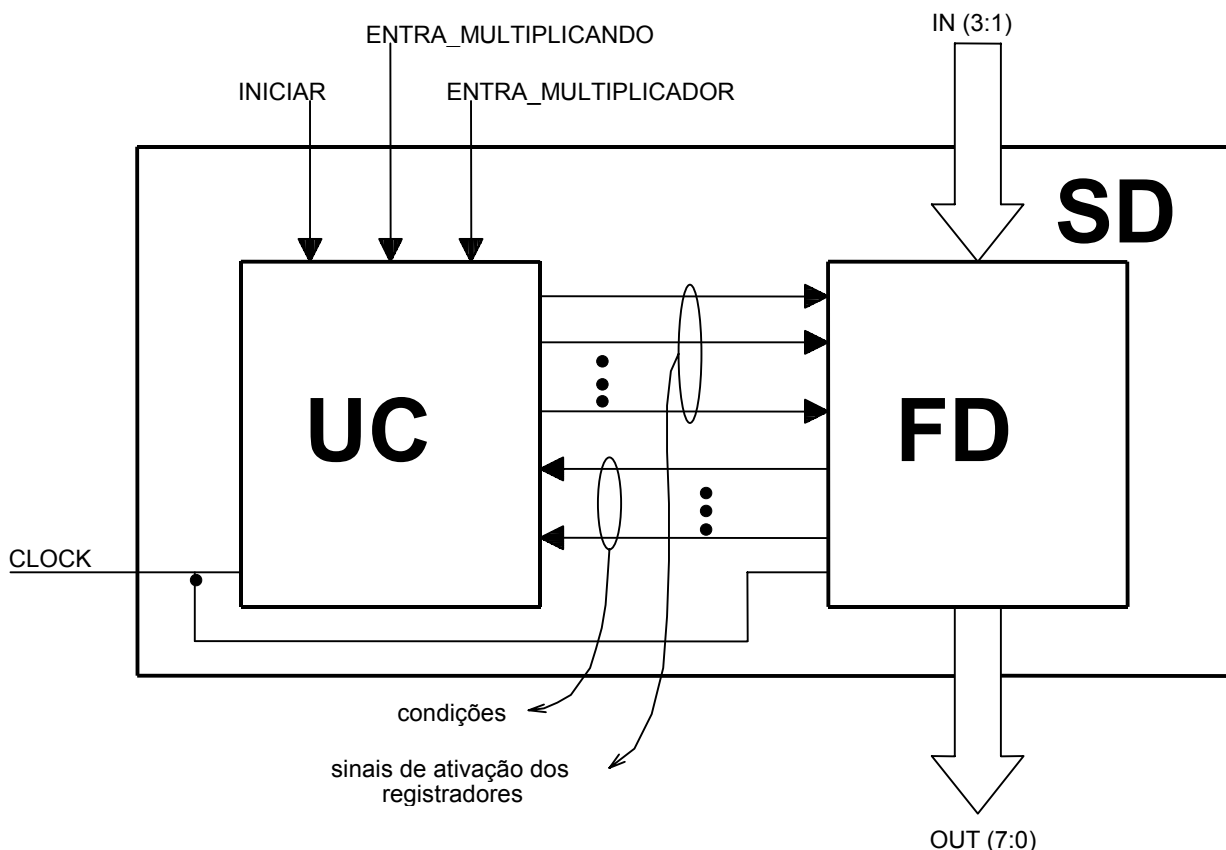 ENTRA_MULTIPLICANDO
IN (3:1)
INICIAR
ENTRA_MULTIPLICADOR
SD
UC
FD
CLOCK
condições
sinais de ativação dos
registradores
OUT (7:0)